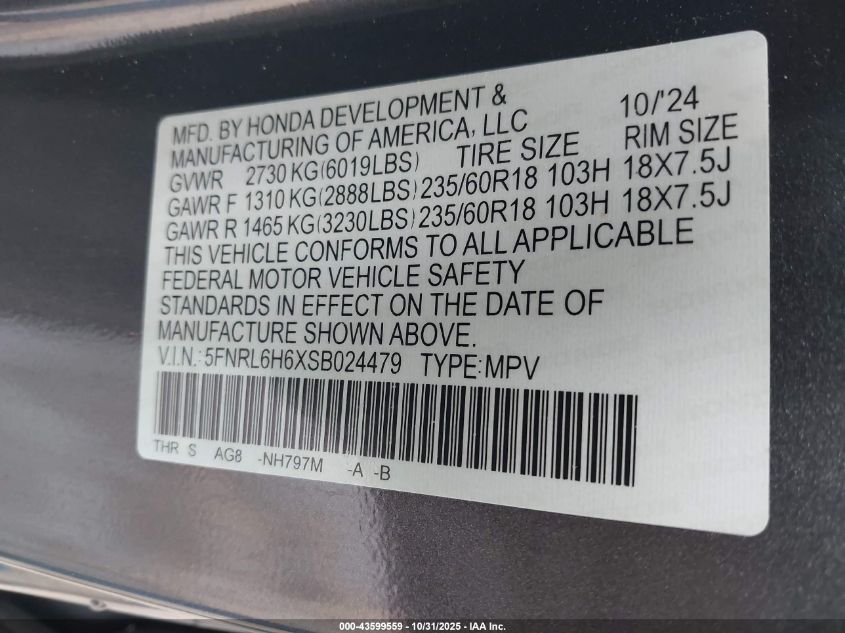 MFD. BY HONDA DEVELOPMENT & 10/'24
MANUFACTURING OF AMERICA, LLC
GVWR 2730 KG(6019LBS) TIRE SIZE RIM SIZE
GAWR F 1310 KG(2888LBS) 235/60R18 103H 18X7.5J
GAWR R 1465 KG(3230LBS) 235/60R18 103H 18X7.5J
THIS VEHICLE CONFORMS TO ALL APPLICABLE
FEDERAL MOTOR VEHICLE SAFETY
STANDARDS IN EFFECT ON THE DATE OF
MANUFACTURE SHOWN ABOVE.
V.I.N.: 5FNRL6H6XSB024479 TYPE:MPV
THR S AG8 -NH797M -A -B
000-43599559 - 10/31/2025 - IAA Inc.